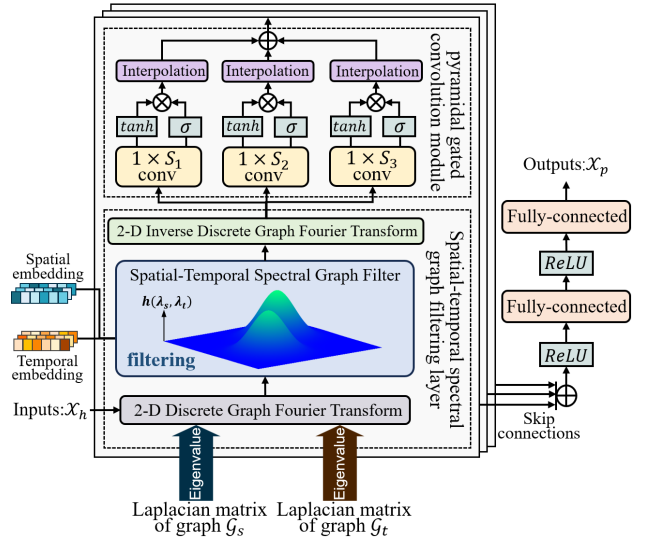 Interpolation
Interpolation
Interpolation
tanh
σ
tanh
σ
tanh
σ
1 × S₁
conv
1 × S₂
conv
1 × S₃
conv
pyramidal gated
convolution module
2-D Inverse Discrete Graph Fourier Transform
Spatial-Temporal Spectral Graph Filter
h(λₛ, λₜ)
filtering
2-D Discrete Graph Fourier Transform
Spatial-temporal spectral
graph filtering layer
Spatial
embedding
Temporal
embedding
Inputs:𝒳ₕ
Eigenvalue
Eigenvalue
Laplacian matrix
of graph 𝒢ₛ
Laplacian matrix
of graph 𝒢ₜ
Outputs:𝒳ₚ
Fully-connected
ReLU
Fully-connected
ReLU
Skip
connections